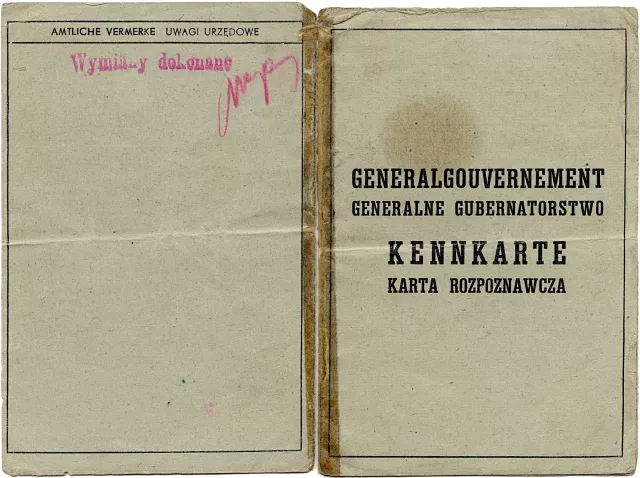 AMTLICHE VERMERKE UWAGI URZĘDOWE
Wymiany dokonano
GENERALGOUVERNEMENT
GENERALNE GUBERNATORSTWO
KENNKARTE
KARTA ROZPOZNAWCZA